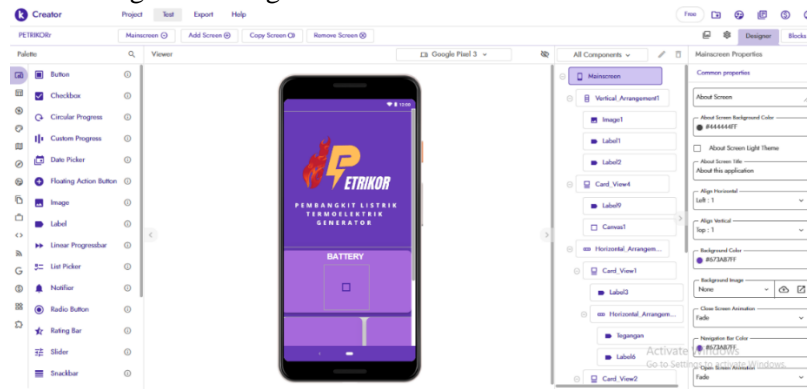 Creator
Project
Test
Export
Help
Free
PETRIKORr
Mainscreen
Add Screen
Copy Screen
Remove Screen
Designer
Blocks
Palette
Viewer
Google Pixel 3
All Components
Mainscreen Properties
Button
Checkbox
Circular Progress
Custom Progress
Date Picker
Floating Action Button
Image
Label
Linear Progressbar
List Picker
Notifier
Radio Button
Rating Bar
Slider
Snackbar
ETRIKOR
PEMBANGKIT LISTRIK
TERMOELEKTRIK
GENERATOR
BATTERY
Mainscreen
Vertical_Arrangement1
Image1
Label1
Label2
Card_View4
Label9
Canvas1
Horizontal_Arrangem...
Card_View1
Label3
Horizontal_Arrangem...
Tegangan
Label6
Card_View2
Common properties
About Screen
About Screen Background Color
#444444FF
About Screen Light Theme
About Screen Title
About this application
Align Horizontal
Left : 1
Align Vertical
Top : 1
Background Color
#673AB7FF
Background Image
None
Close Screen Animation
Fade
Navigation Bar Color
#673AB7FF
Open Screen Animation
Fade
Activate Windows
Go to Settings to activate Windows.